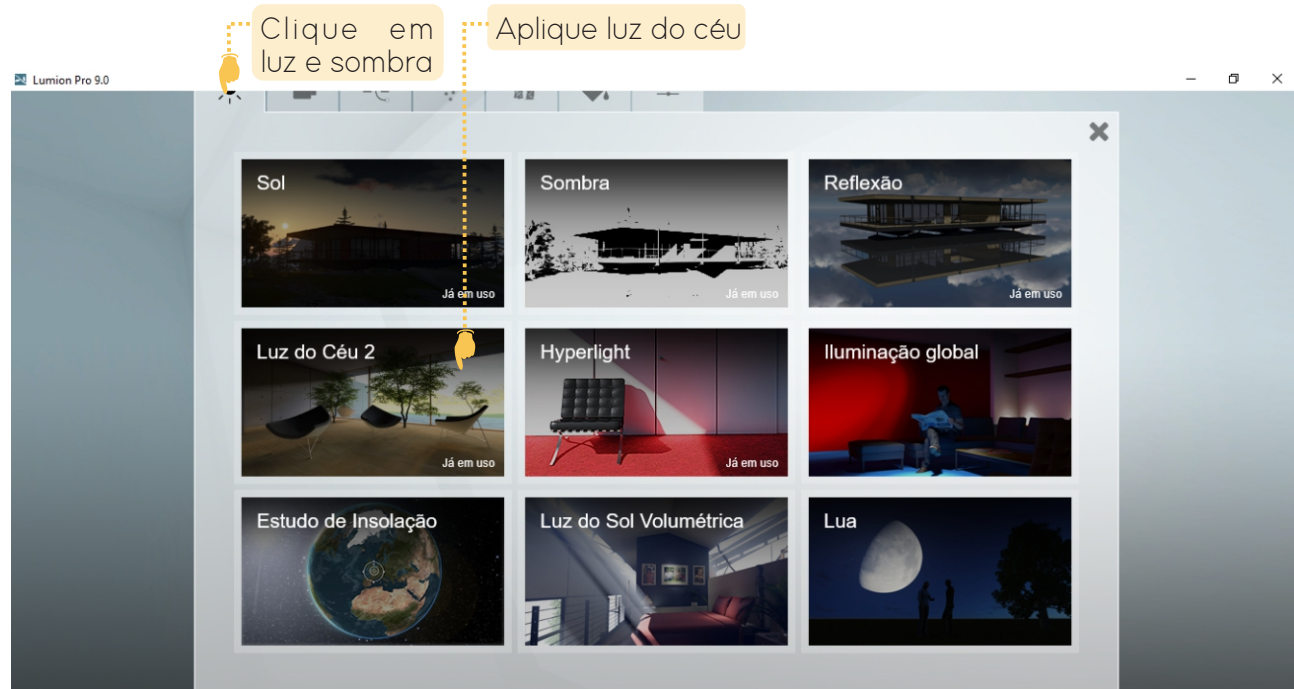 Clique em
luz e sombra
Aplique luz do céu
Lumion Pro 9.0
Sol
Já em uso
Sombra
Já em uso
Reflexão
Já em uso
Luz do Céu 2
Já em uso
Hyperlight
Já em uso
Iluminação global
Estudo de Insolação
Luz do Sol Volumétrica
Lua